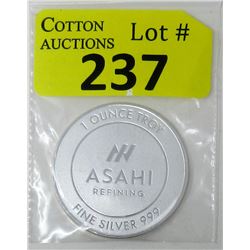 COTTON
AUCTIONS
Lot #
237
1 OUNCE TROY
ASAHI
REFINING
FINE SILVER 999